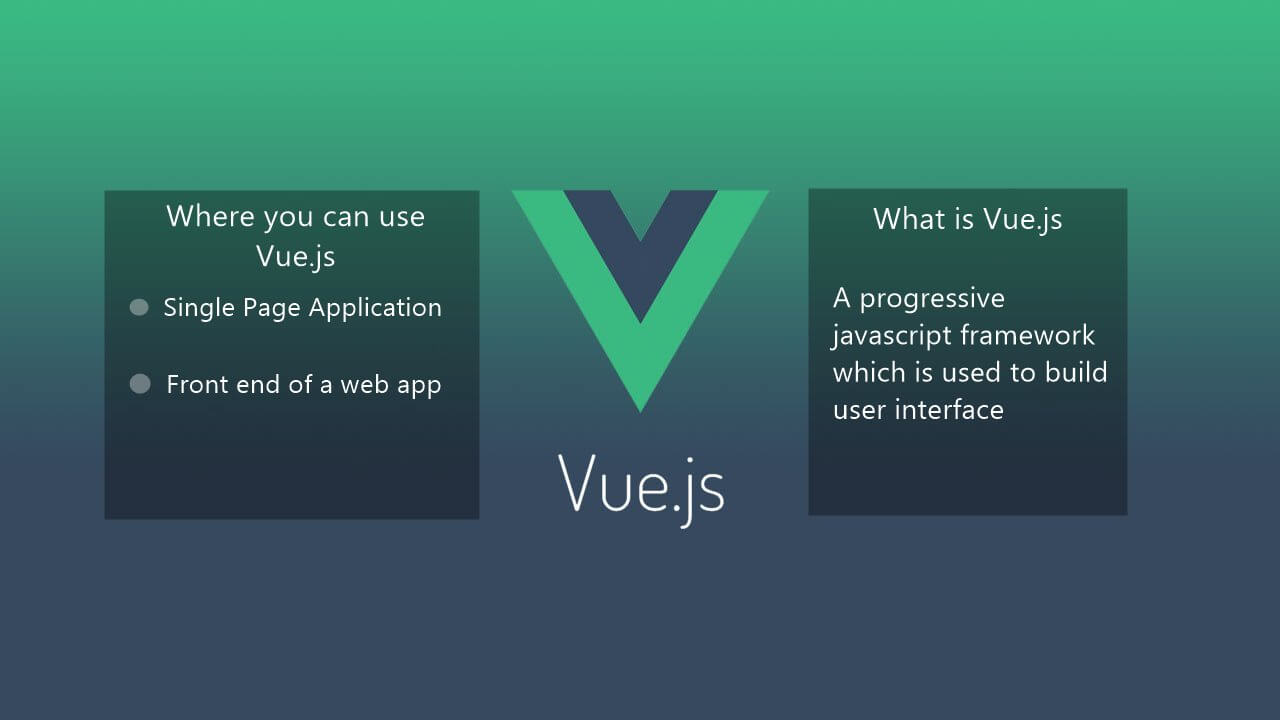 Where you can use
Vue.js
Single Page Application
Front end of a web app
Vue.js
What is Vue.js
A progressive
javascript framework
which is used to build
user interface